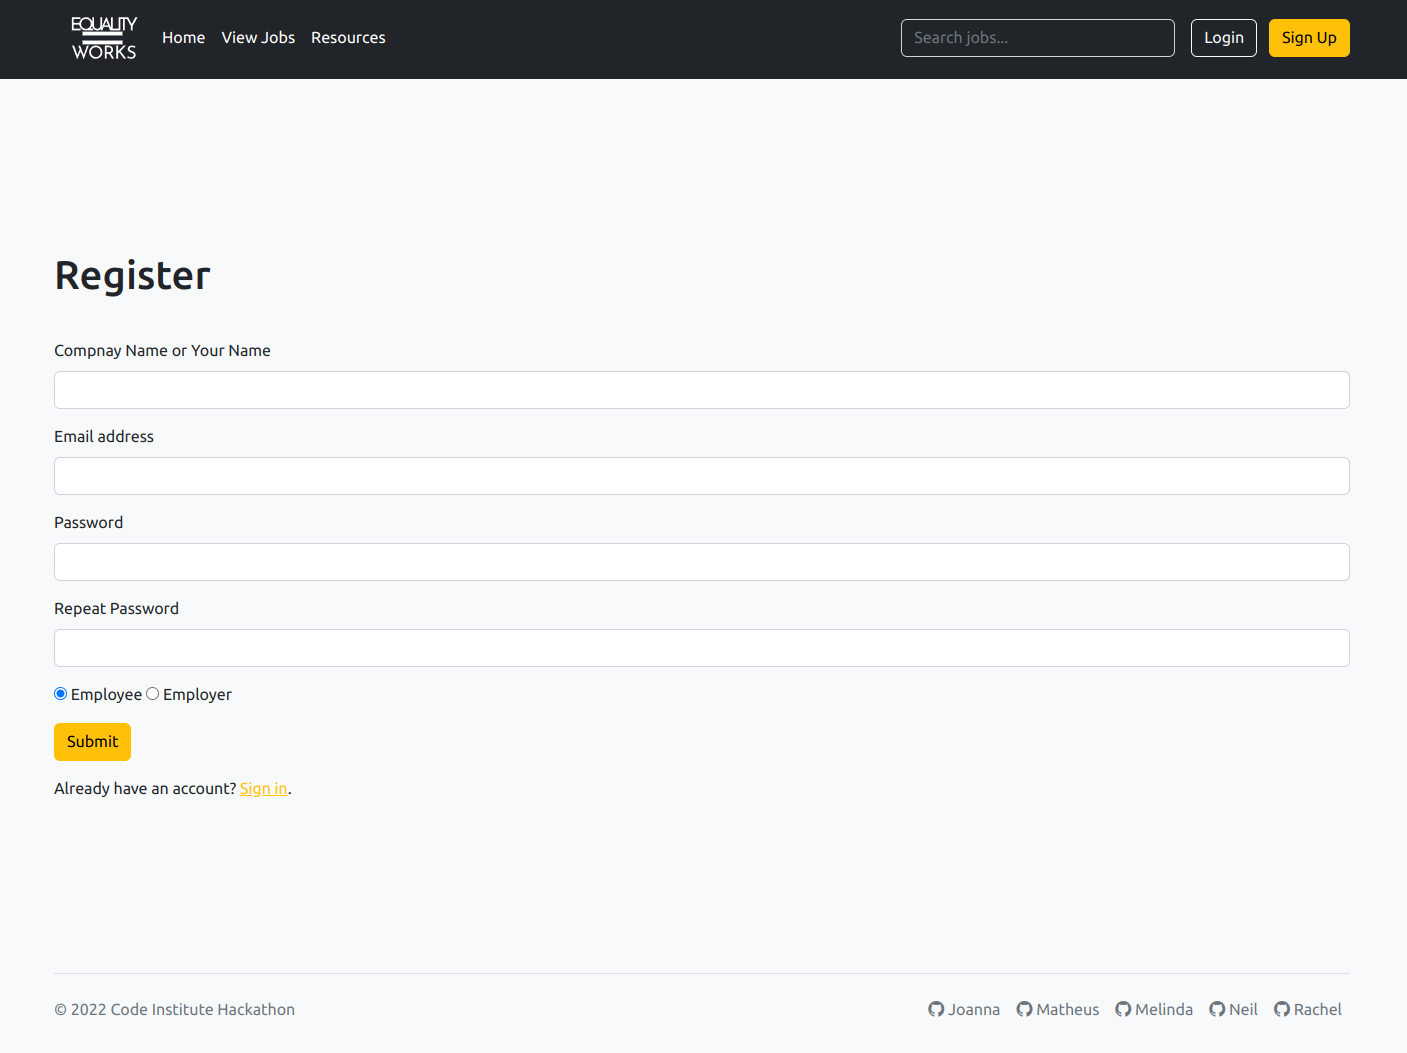 EQUALITY
WORKS
Home View Jobs Resources Search jobs... Login Sign Up
Register
Compnay Name or Your Name
Email address
Password
Repeat Password
Employee Employer
Submit
Already have an account? Sign in.
© 2022 Code Institute Hackathon Joanna Matheus Melinda Neil Rachel